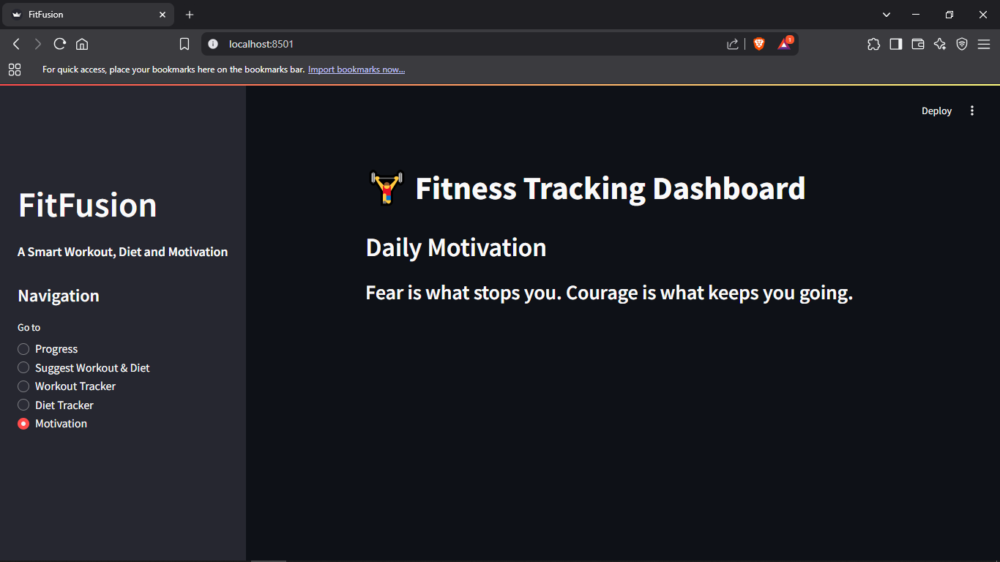 FitFusion
localhost:8501
1
For quick access, place your bookmarks here on the bookmarks bar. Import bookmarks now...
Deploy
FitFusion
A Smart Workout, Diet and Motivation
Navigation
Go to
Progress
Suggest Workout & Diet
Workout Tracker
Diet Tracker
Motivation
Fitness Tracking Dashboard
Daily Motivation
Fear is what stops you. Courage is what keeps you going.